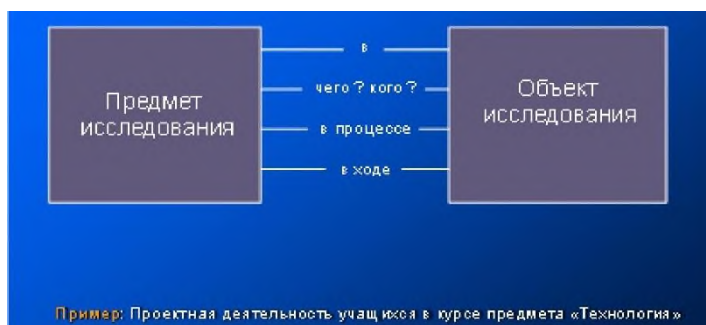 Предмет
исследования
в
чего ? кого ?
в процессе
в ходе
Объект
исследования
Пример: Проектная деятельность учащихся в курсе предмета «Технология»